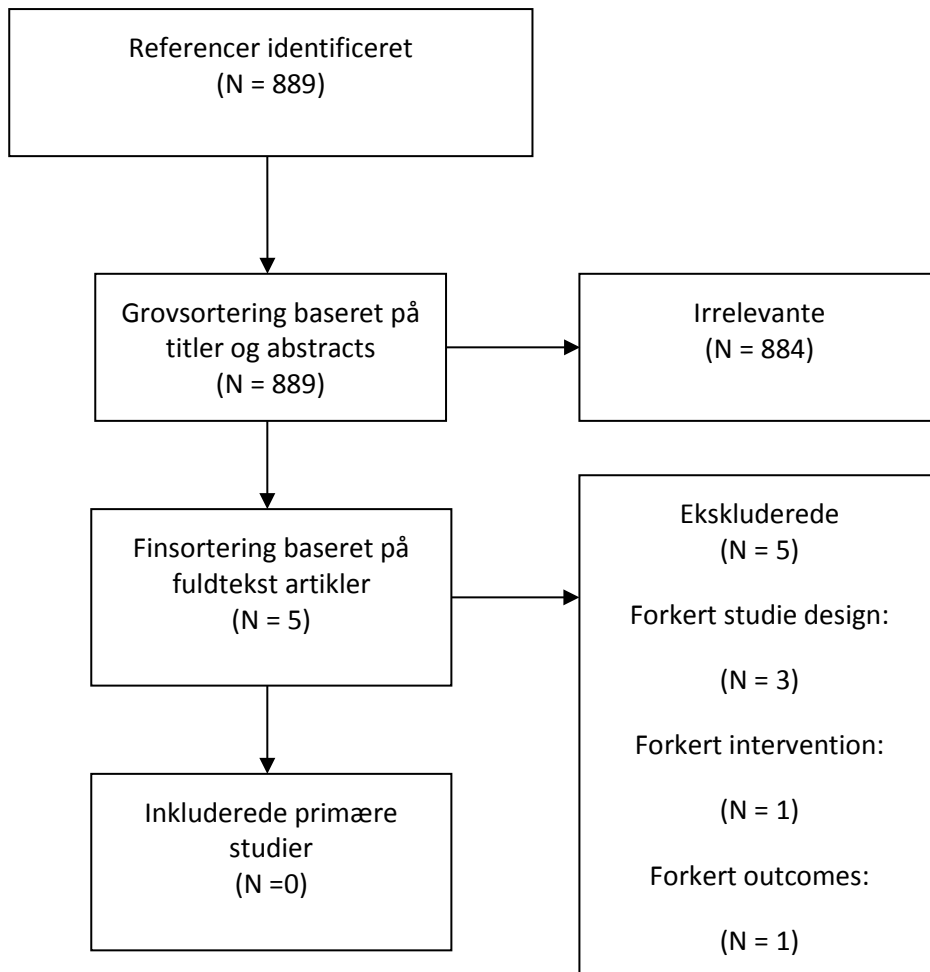 Referencer identificeret
(N = 889)
Grovsortering baseret på
titler og abstracts
(N = 889)
Irrelevante
(N = 884)
Finsortering baseret på
fuldtekst artikler
(N = 5)
Ekskluderede
(N = 5)
Forkert studie design:
(N = 3)
Forkert intervention:
(N = 1)
Forkert outcomes:
(N = 1)
Inkluderede primære
studier
(N =0)